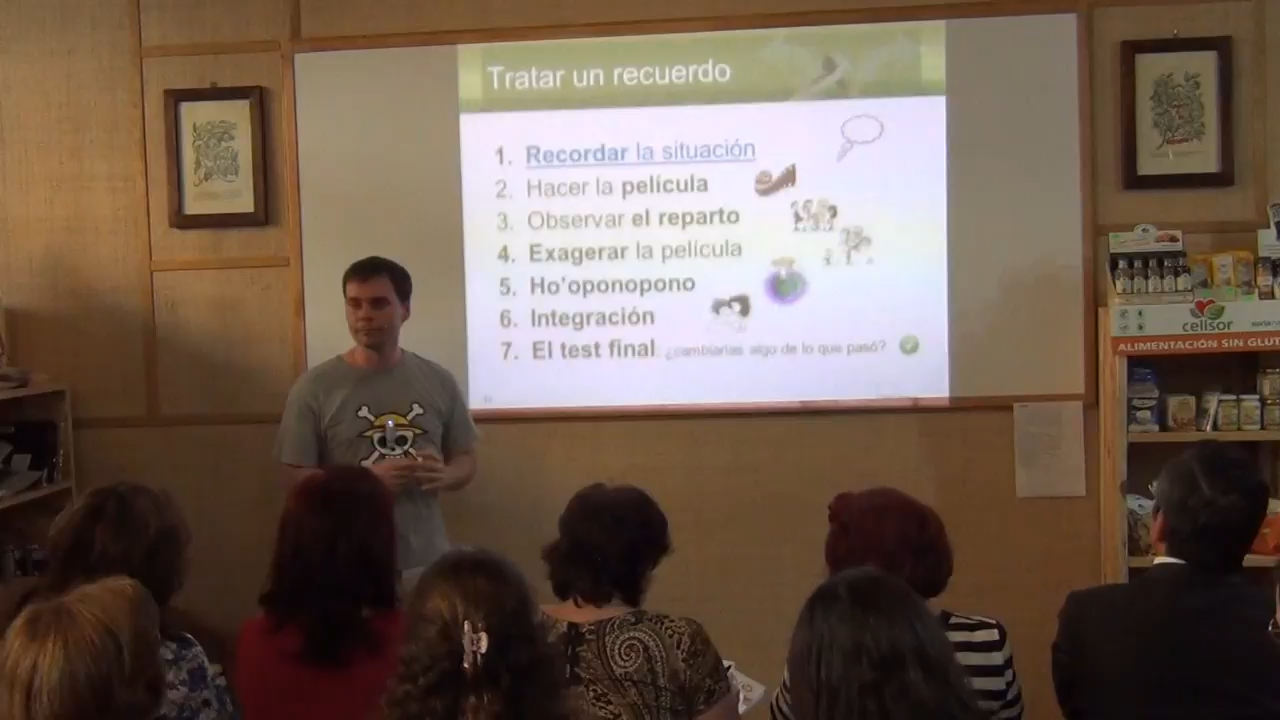 Tratar un recuerdo
1. Recordar la situación
2. Hacer la película
3. Observar el reparto
4. Exagerar la película
5. Ho'oponopono
6. Integración
7. El test final: ¿cambiarías algo de lo que pasó?
celisor
ALIMENTACIÓN SIN GLUT